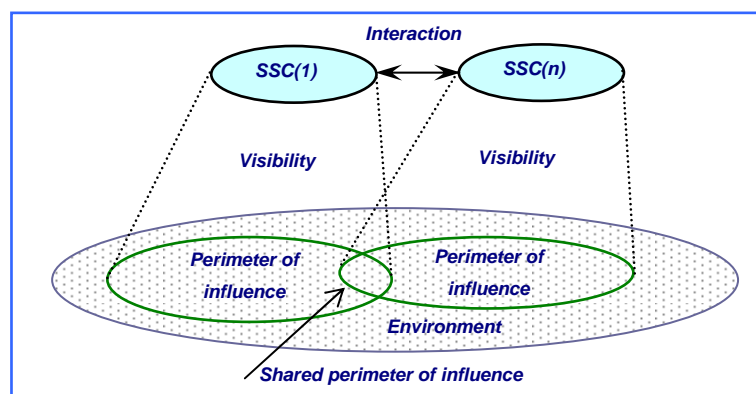 Interaction
SSC(1)
SSC(n)
Visibility
Visibility
Perimeter of
influence
Perimeter of
influence
Environment
Shared perimeter of influence